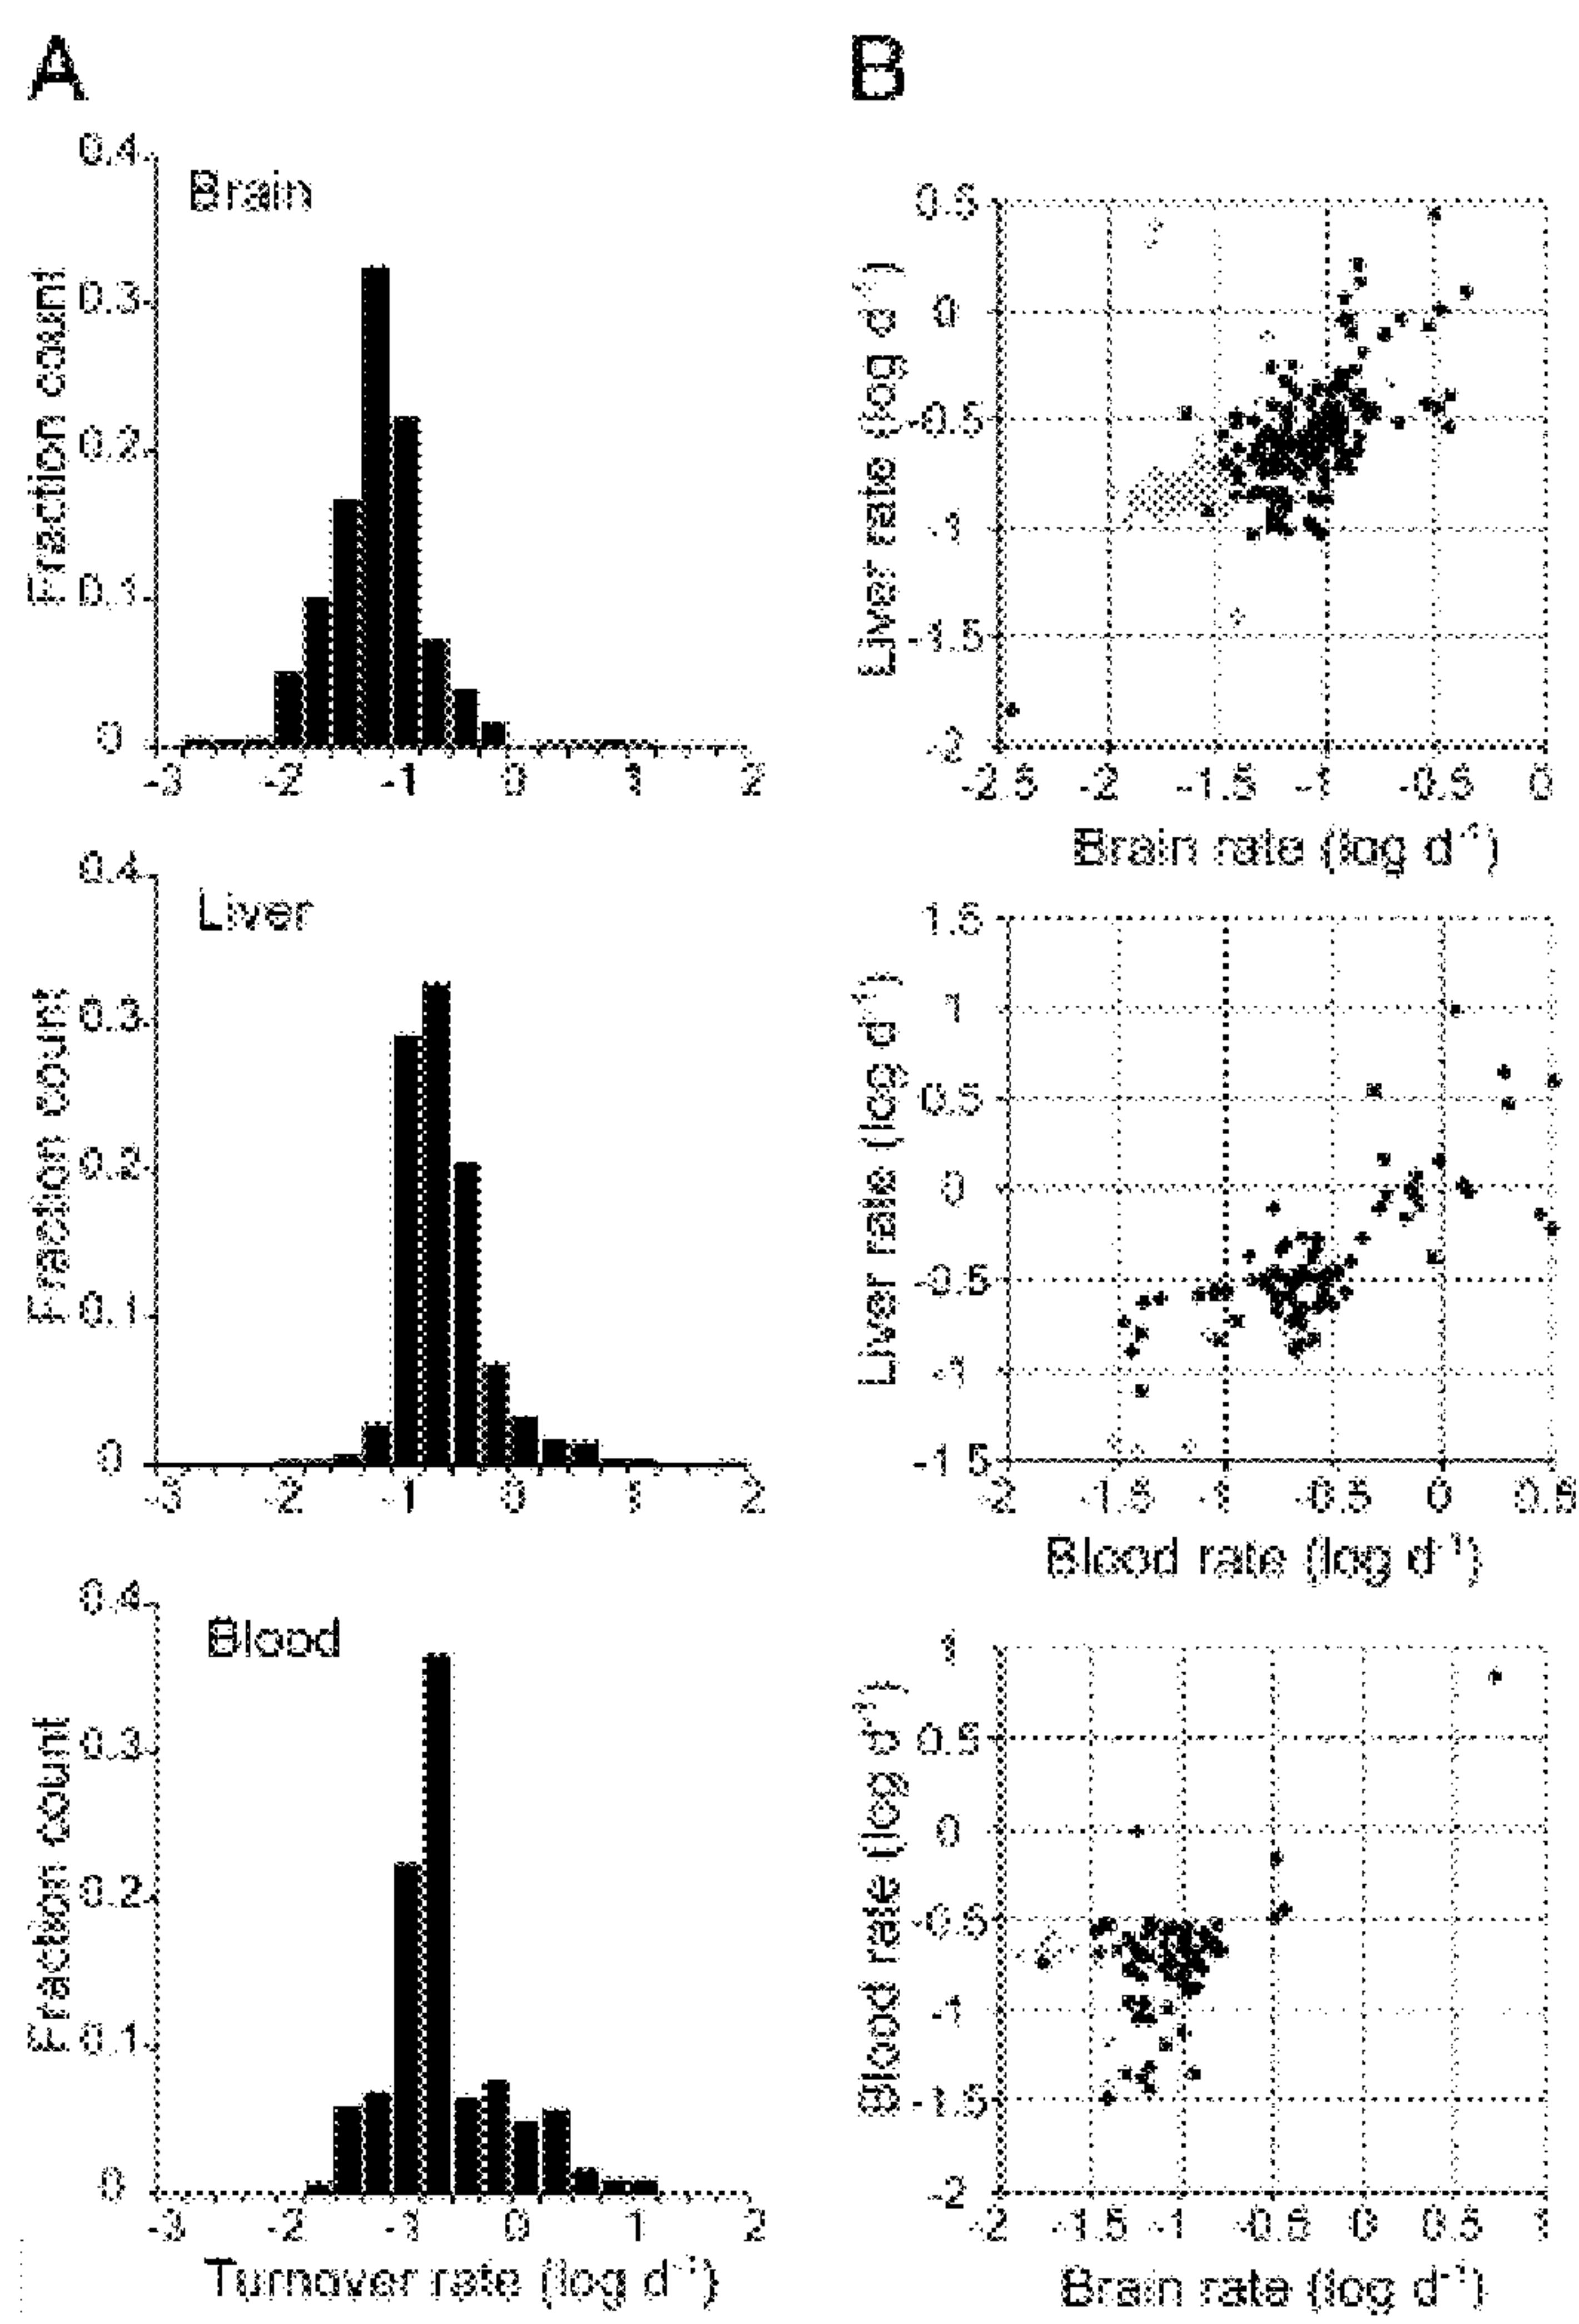 A
0.4
Brain
0.3
0.2
0.1
0
Fraction count
-3 -2 -1 0 1 2
0.4
Liver
0.3
0.2
0.1
0
Fraction count
-3 -2 -1 0 1 2
0.4
Blood
0.3
0.2
0.1
0
Fraction count
-3 -2 -1 0 1 2
Turnover rate (log d⁻¹)
B
0.5
0
-0.5
-1
-1.5
-2
Liver rate (log d⁻¹)
-2.5 -2 -1.5 -1 -0.5 0
Brain rate (log d⁻¹)
1.5
1
0.5
0
-0.5
-1
-1.5
Liver rate (log d⁻¹)
-2 -1.5 -1 -0.5 0 0.5
Blood rate (log d⁻¹)
1
0.5
0
-0.5
-1
-1.5
-2
Blood rate (log d⁻¹)
-2 -1.5 -1 -0.5 0 0.5 1
Brain rate (log d⁻¹)